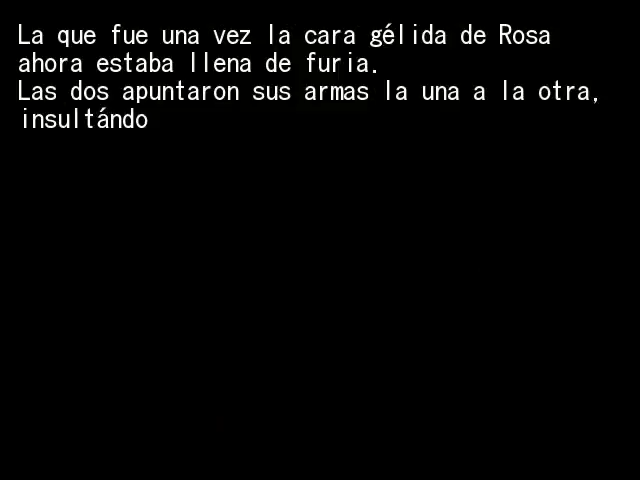 La que fue una vez la cara gélida de Rosa
ahora estaba llena de furia.
Las dos apuntaron sus armas la una a la otra,
insultándo